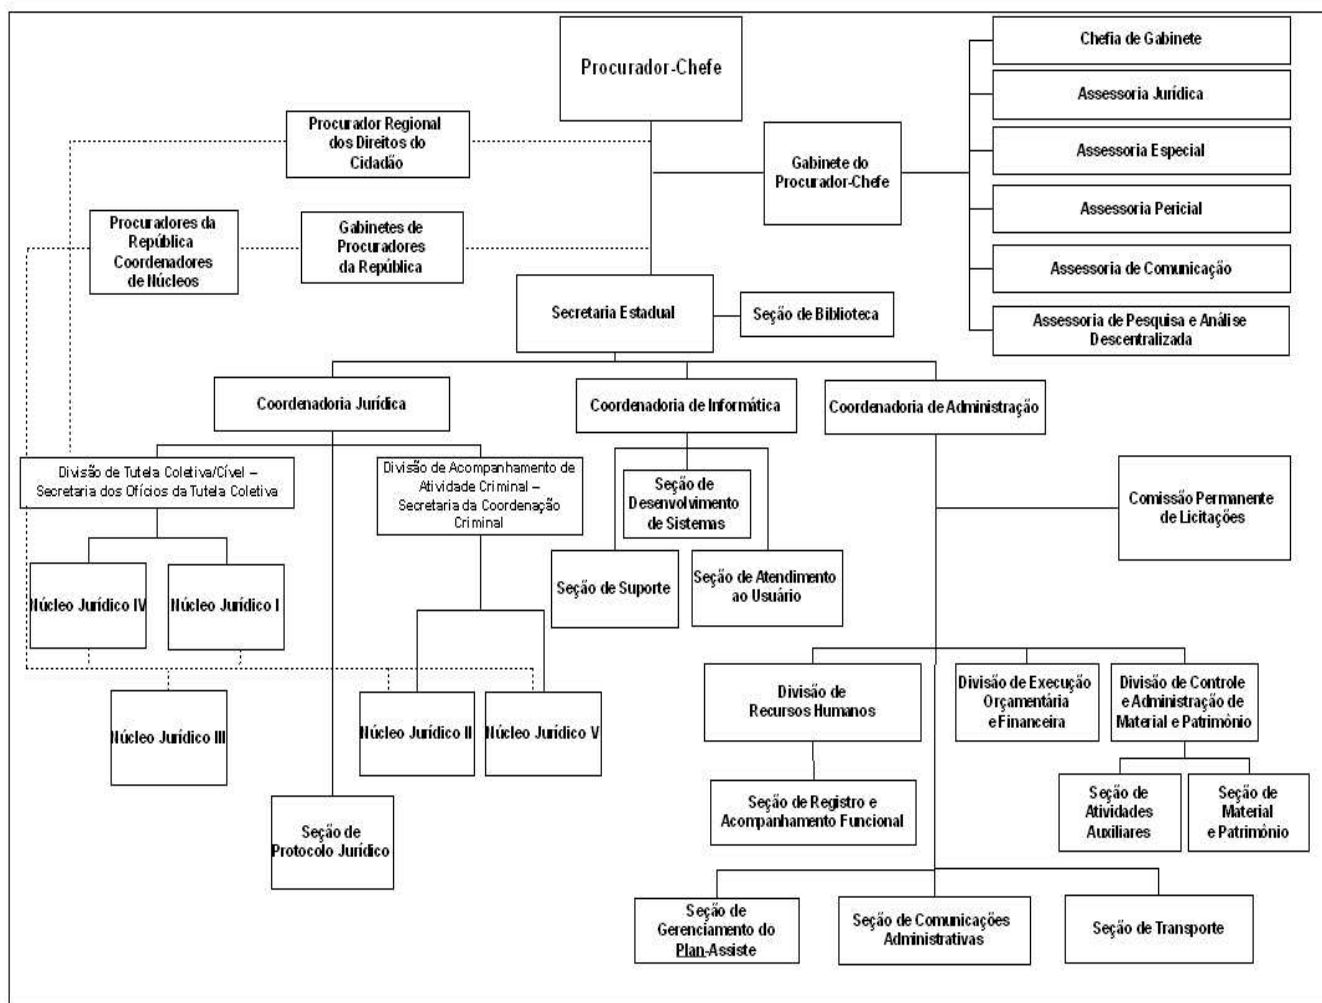 Procurador-Chefe
Chefia de Gabinete
Assessoria Jurídica
Assessoria Especial
Assessoria Pericial
Assessoria de Comunicação
Assessoria de Pesquisa e Análise
Descentralizada
Gabinete do
Procurador-Chefe
Procurador Regional
dos Direitos do
Cidadão
Procuradores da
República
Coordenadores
de Núcleos
Gabinetes de
Procuradores
da República
Secretaria Estadual
Seção de Biblioteca
Coordenadoria Jurídica
Coordenadoria de Informática
Coordenadoria de Administração
Divisão de Tutela Coletiva/Cível –
Secretaria dos Ofícios da Tutela Coletiva
Divisão de Acompanhamento de
Atividade Criminal –
Secretaria da Coordenação
Criminal
Seção de
Desenvolvimento
de Sistemas
Comissão Permanente
de Licitações
Seção de Suporte
Seção de Atendimento
ao Usuário
Núcleo Jurídico IV
Núcleo Jurídico I
Núcleo Jurídico III
Núcleo Jurídico II
Núcleo Jurídico V
Divisão de
Recursos Humanos
Divisão de Execução
Orçamentária
e Financeira
Divisão de Controle
e Administração de
Material e Patrimônio
Seção de Registro e
Acompanhamento Funcional
Seção de
Atividades
Auxiliares
Seção de
Material
e Patrimônio
Seção de
Protocolo Jurídico
Seção de
Gerenciamento do
Plan-Assiste
Seção de Comunicações
Administrativas
Seção de Transporte